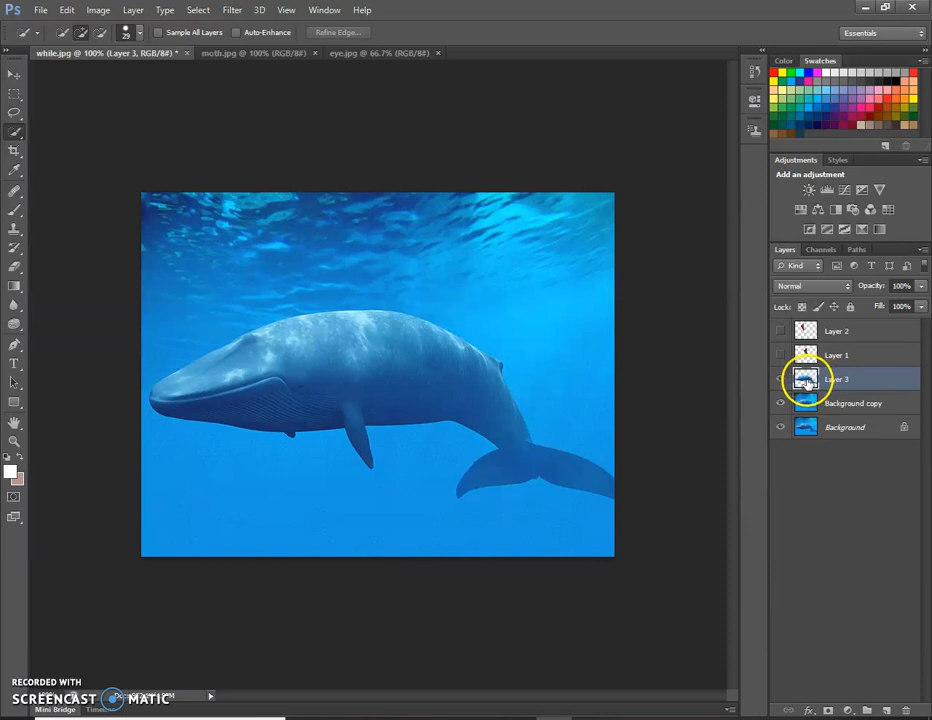 Ps File Edit Image Layer Type Select Filter 3D View Window Help
29 Sample All Layers Auto-Enhance Refine Edge... Essentials
while.jpg @ 100% (Layer 3, RGB/8#) * × moth.jpg @ 100% (RGB/8#) × eye.jpg @ 66.7% (RGB/8#) ×
Color Swatches
Adjustments Styles
Add an adjustment
Layers Channels Paths
Kind
Normal Opacity: 100%
Lock: Fill: 100%
Layer 2
Layer 1
Layer 3
Background copy
Background
RECORDED WITH
SCREENCAST MATIC
Mini Bridge